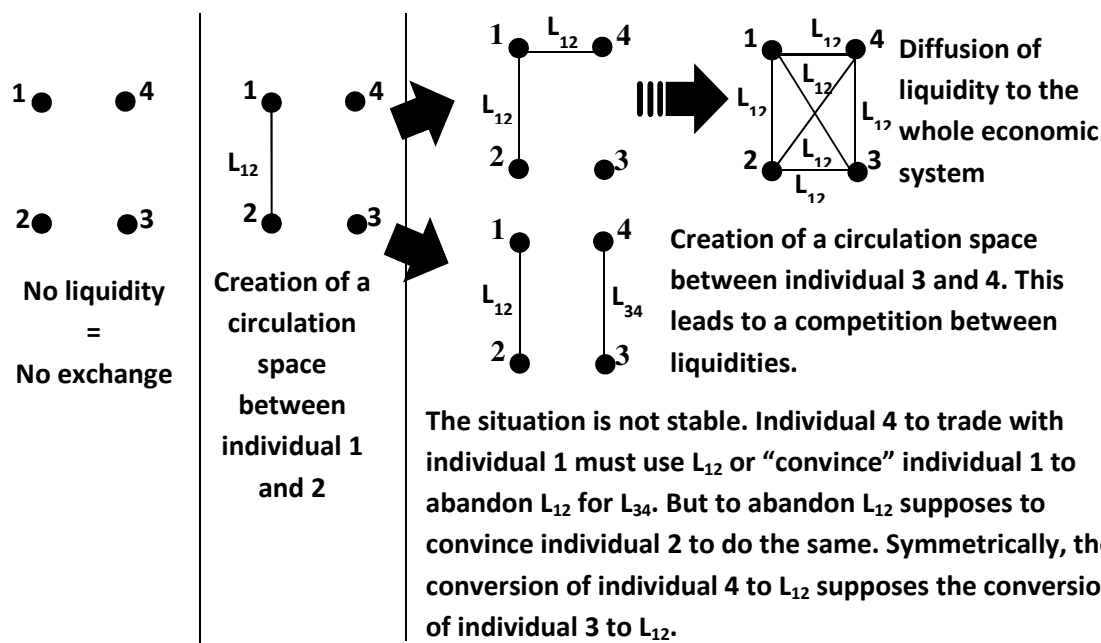 1
4
2
3
No liquidity
=
No exchange
1
4
L₁₂
2
3
Creation of a
circulation
space
between
individual 1
and 2
L₁₂
1
4
L₁₂
2
3
1
4
L₁₂
L₃₄
2
3
L₁₂
1
4
L₁₂
L₁₂
L₁₂
2
L₁₂
3
L₁₂
Diffusion of
liquidity to the
whole economic
system
Creation of a circulation space
between individual 3 and 4. This
leads to a competition between
liquidities.
The situation is not stable. Individual 4 to trade with
individual 1 must use L₁₂ or “convince” individual 1 to
abandon L₁₂ for L₃₄. But to abandon L₁₂ supposes to
convince individual 2 to do the same. Symmetrically, th
conversion of individual 4 to L₁₂ supposes the conversio
of individual 3 to L₁₂.